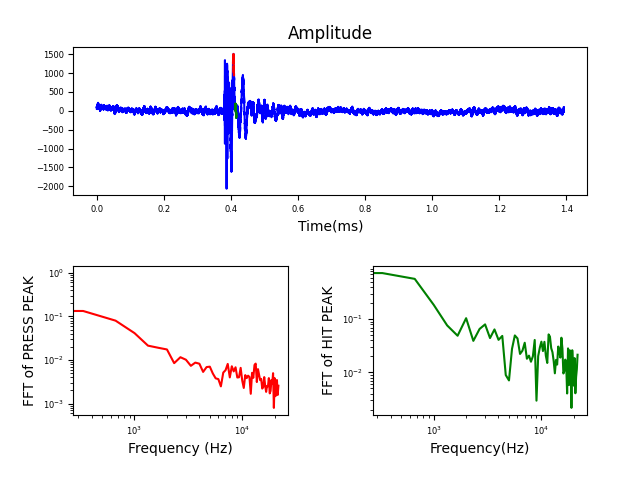 Amplitude
1500
1000
500
0
−500
−1000
−1500
−2000
0.0 0.2 0.4 0.6 0.8 1.0 1.2 1.4
Time(ms)
FFT of PRESS PEAK
10⁰
10⁻¹
10⁻²
10⁻³
10³ 10⁴
Frequency (Hz)
FFT of HIT PEAK
10⁻¹
10⁻²
10³ 10⁴
Frequency(Hz)